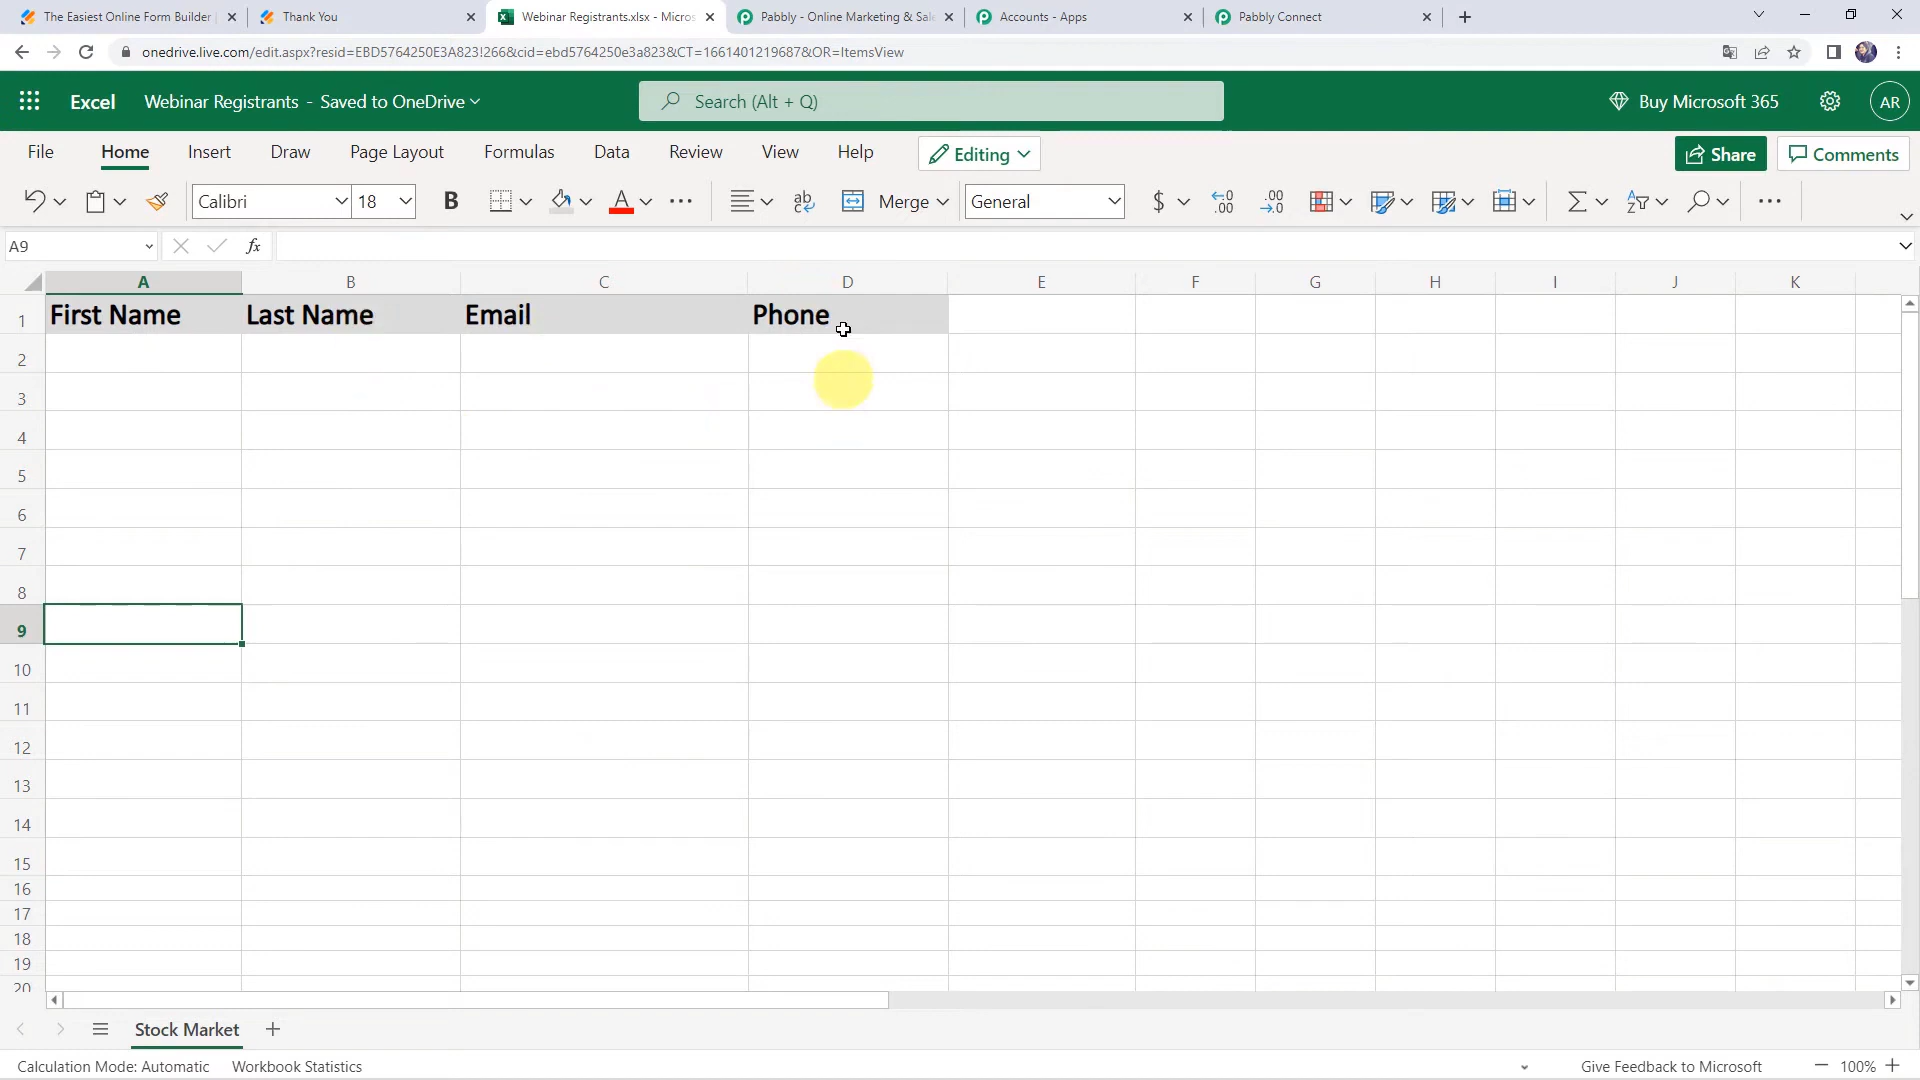 The Easiest Online Form Builder
Thank You
Webinar Registrants.xlsx - Micros
Pabbly - Online Marketing & Sale
Accounts - Apps
Pabbly Connect
onedrive.live.com/edit.aspx?resid=EBD5764250E3A823!266&cid=ebd5764250e3a823&CT=1661401219687&OR=ItemsView
Excel Webinar Registrants - Saved to OneDrive
Search (Alt + Q)
Buy Microsoft 365
AR
File Home Insert Draw Page Layout Formulas Data Review View Help
Editing
Share
Comments
Calibri 18 B A ab Merge General $ .00 .00
A9 fx
A B C D E F G H I J K
1 First Name Last Name Email Phone
2
3
4
5
6
7
8
9
10
11
12
13
14
15
16
17
18
19
20
Stock Market
Calculation Mode: Automatic Workbook Statistics
Give Feedback to Microsoft
100%